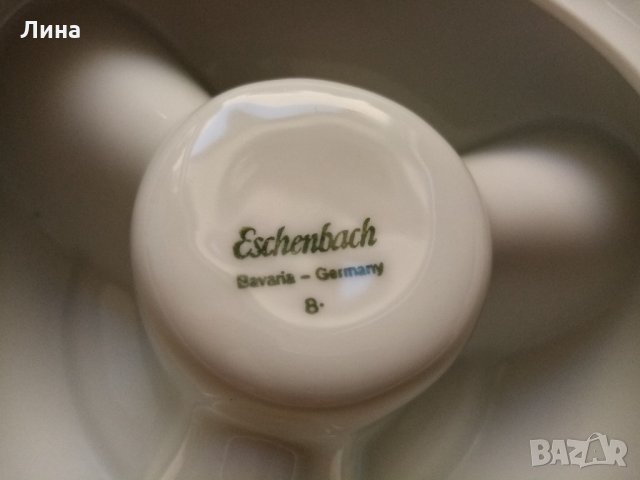 Лина
Eschenbach
Bavaria - Germany
8·
BAZAR